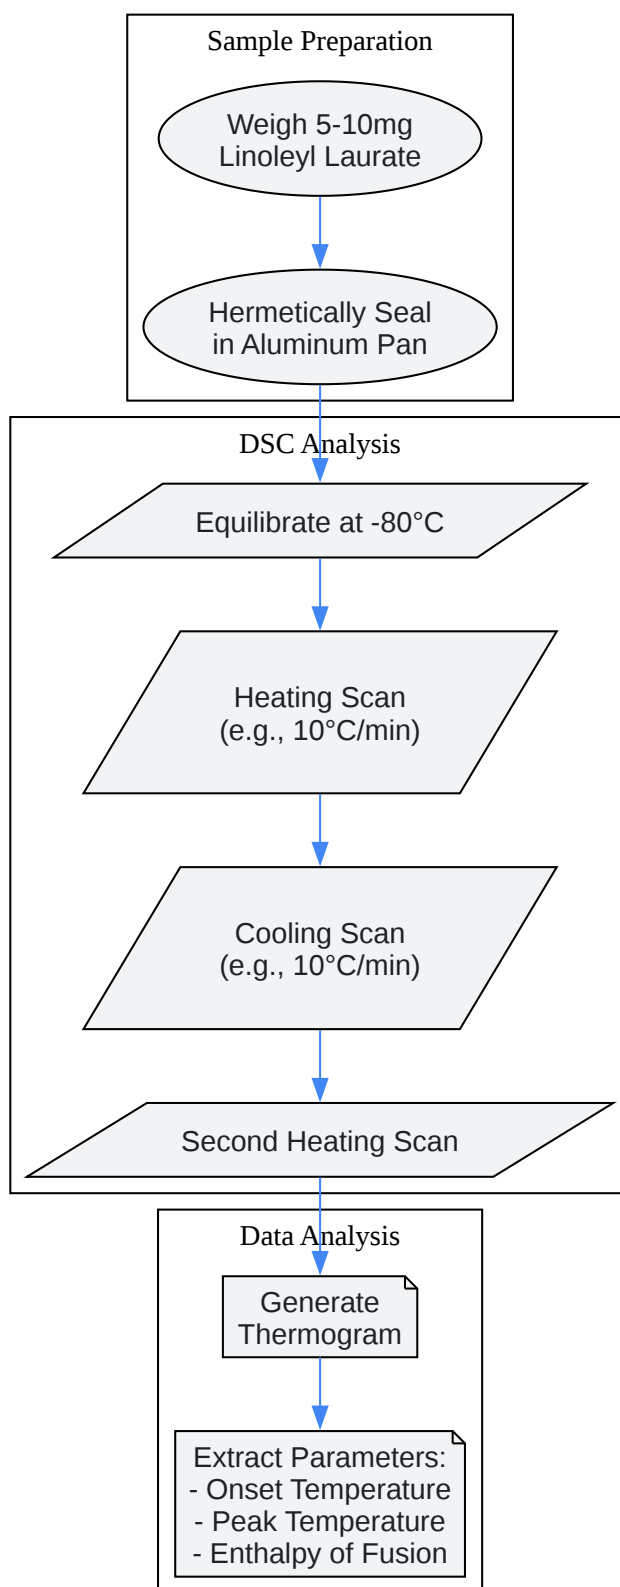 Sample Preparation
Weigh 5-10mg
Linoleyl Laurate
Hermetically Seal
in Aluminum Pan
DSC Analysis
Equilibrate at -80°C
Heating Scan
(e.g., 10°C/min)
Cooling Scan
(e.g., 10°C/min)
Second Heating Scan
Data Analysis
Generate
Thermogram
Extract Parameters:
- Onset Temperature
- Peak Temperature
- Enthalpy of Fusion